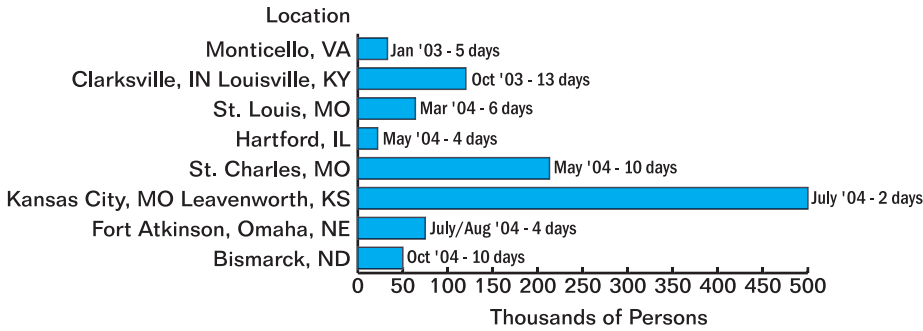 Location
Monticello, VA Jan '03 - 5 days
Clarksville, IN Louisville, KY Oct '03 - 13 days
St. Louis, MO Mar '04 - 6 days
Hartford, IL May '04 - 4 days
St. Charles, MO May '04 - 10 days
Kansas City, MO Leavenworth, KS July '04 - 2 days
Fort Atkinson, Omaha, NE July/Aug '04 - 4 days
Bismarck, ND Oct '04 - 10 days
0 50 100 150 200 250 300 350 400 450 500
Thousands of Persons